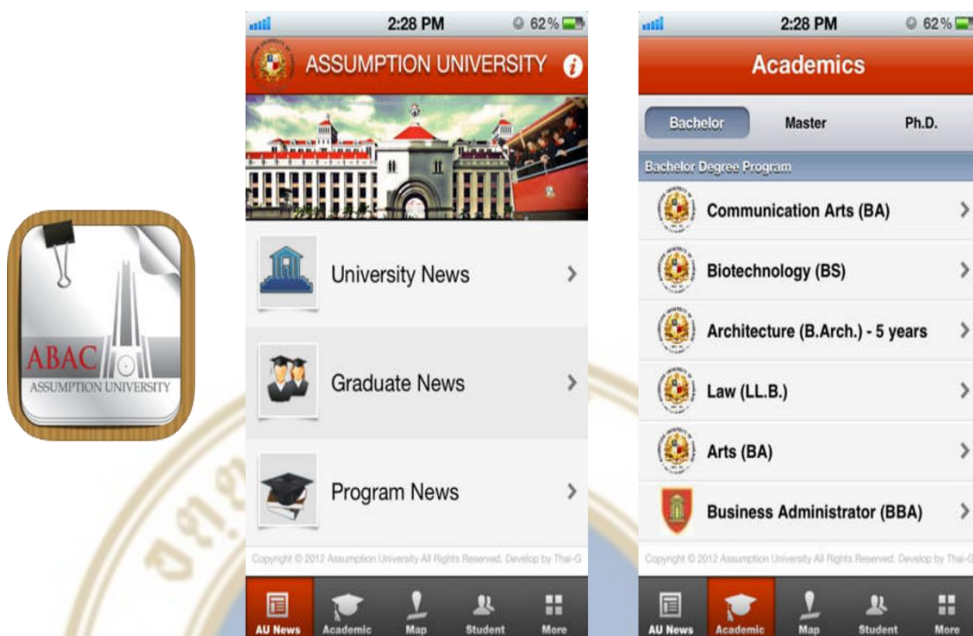 ABAC
ASSUMPTION UNIVERSITY
2:28 PM
62%
ASSUMPTION UNIVERSITY
i
University News
Graduate News
Program News
Copyright © 2012 Assumption University All Rights Reserved. Develop by Thai-G
AU News
Academic
Map
Student
More
2:28 PM
62%
Academics
Bachelor
Master
Ph.D.
Bachelor Degree Program
Communication Arts (BA)
Biotechnology (BS)
Architecture (B.Arch.) - 5 years
Law (LL.B.)
Arts (BA)
Business Administrator (BBA)
Copyright © 2012 Assumption University All Rights Reserved. Develop by Thai-G
AU News
Academic
Map
Student
More